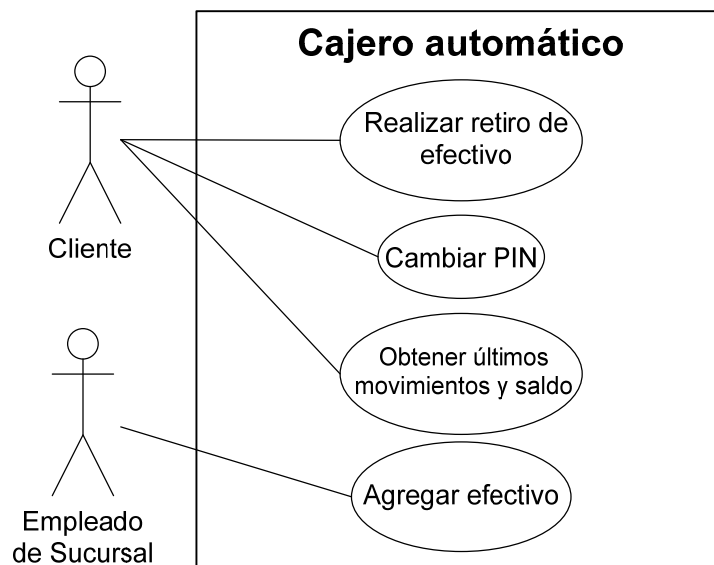 Cajero automático
Realizar retiro de
efectivo
Cliente
Cambiar PIN
Obtener últimos
movimientos y saldo
Agregar efectivo
Empleado
de Sucursal